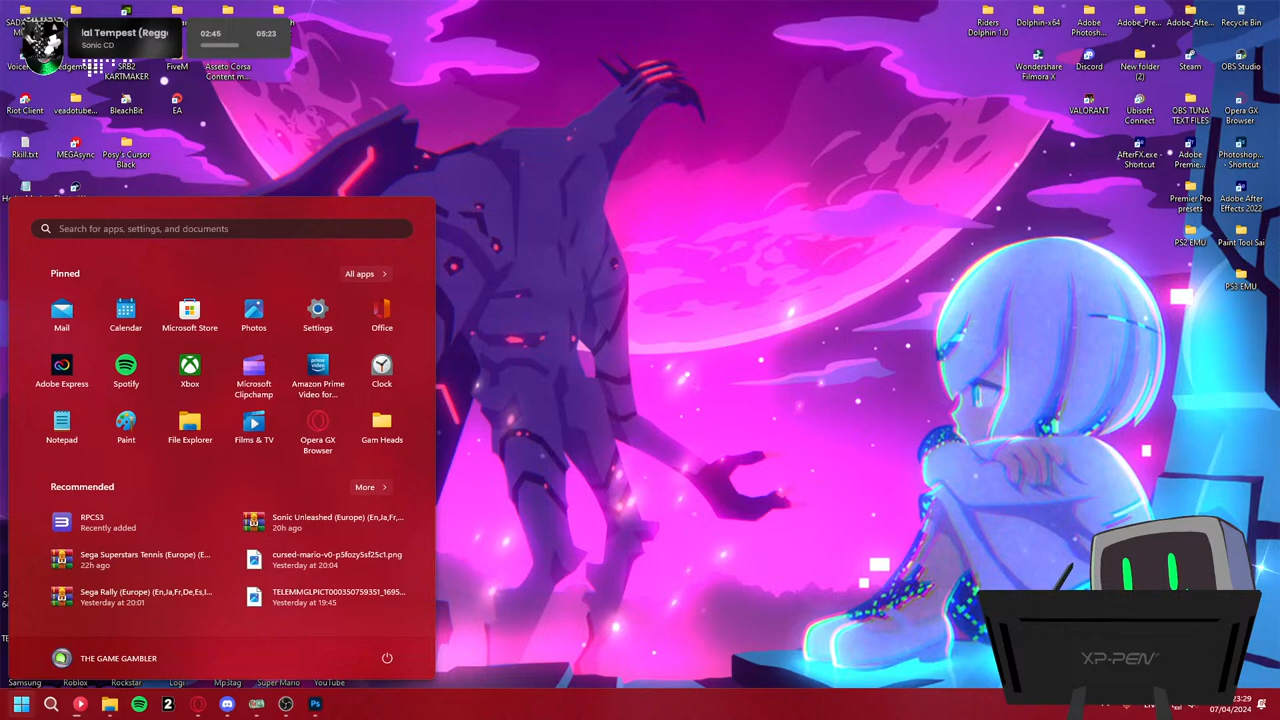 al Tempest (Regg
Sonic CD
02:45
05:23
SRB2
KARTMAKER
FiveM
Assetto Corsa
Content m...
Riot Client
veadotube...
BleachBit
EA
Rkill.txt
MEGAsync
Posy's Cursor
Black
Riders
Dolphin 1.0
Dolphin-x64
Adobe
Photosh...
Adobe_Pre...
Adobe_Afte...
Recycle Bin
Wondershare
Filmora X
Discord
New folder
(2)
Steam
OBS Studio
VALORANT
Ubisoft
Connect
OBS TUNA
TEXT FILES
Opera GX
Browser
AfterFX.exe -
Shortcut
Adobe
Premie...
Photoshop...
- Shortcut
Premier Pro
presets
Adobe After
Effects 2022
PS2 EMU
Paint Tool Sai
PS3 EMU
Search for apps, settings, and documents
Pinned
All apps
Mail
Calendar
Microsoft Store
Photos
Settings
Office
Adobe Express
Spotify
Xbox
Microsoft
Clipchamp
Amazon Prime
Video for...
Clock
Notepad
Paint
File Explorer
Films & TV
Opera GX
Browser
Gam Heads
Recommended
More
RPCS3
Recently added
Sonic Unleashed (Europe) (En,Ja,Fr,...
20h ago
Sega Superstars Tennis (Europe) (E...
22h ago
cursed-mario-v0-p5fozy5sf25c1.png
Yesterday at 20:04
Sega Rally (Europe) (En,Ja,Fr,De,Es,I...
Yesterday at 20:01
TELEMMGLPICT000350759351_1695...
Yesterday at 19:45
THE GAME GAMBLER
Samsung
Roblox
Rockstar
Logi
Mp3tag
Super Mario
YouTube
XP-PEN
23:29
07/04/2024